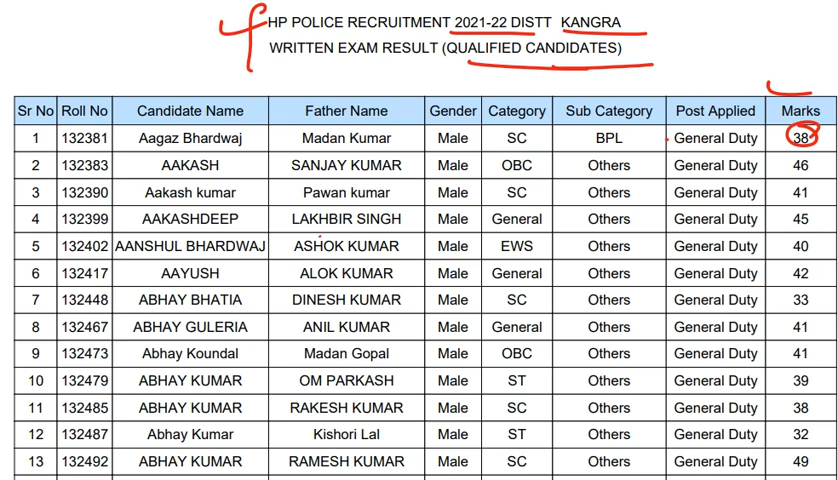 HP POLICE RECRUITMENT 2021-22 DISTT KANGRA
WRITTEN EXAM RESULT (QUALIFIED CANDIDATES)
Sr No Roll No Candidate Name Father Name Gender Category Sub Category Post Applied Marks
1 132381 Aagaz Bhardwaj Madan Kumar Male SC BPL General Duty 38
2 132383 AAKASH SANJAY KUMAR Male OBC Others General Duty 46
3 132390 Aakash kumar Pawan kumar Male SC Others General Duty 41
4 132399 AAKASHDEEP LAKHBIR SINGH Male General Others General Duty 45
5 132402 AANSHUL BHARDWAJ ASHOK KUMAR Male EWS Others General Duty 40
6 132417 AAYUSH ALOK KUMAR Male General Others General Duty 42
7 132448 ABHAY BHATIA DINESH KUMAR Male SC Others General Duty 33
8 132467 ABHAY GULERIA ANIL KUMAR Male General Others General Duty 41
9 132473 Abhay Koundal Madan Gopal Male OBC Others General Duty 41
10 132479 ABHAY KUMAR OM PARKASH Male ST Others General Duty 39
11 132485 ABHAY KUMAR RAKESH KUMAR Male SC Others General Duty 38
12 132487 Abhay Kumar Kishori Lal Male ST Others General Duty 32
13 132492 ABHAY KUMAR RAMESH KUMAR Male SC Others General Duty 49